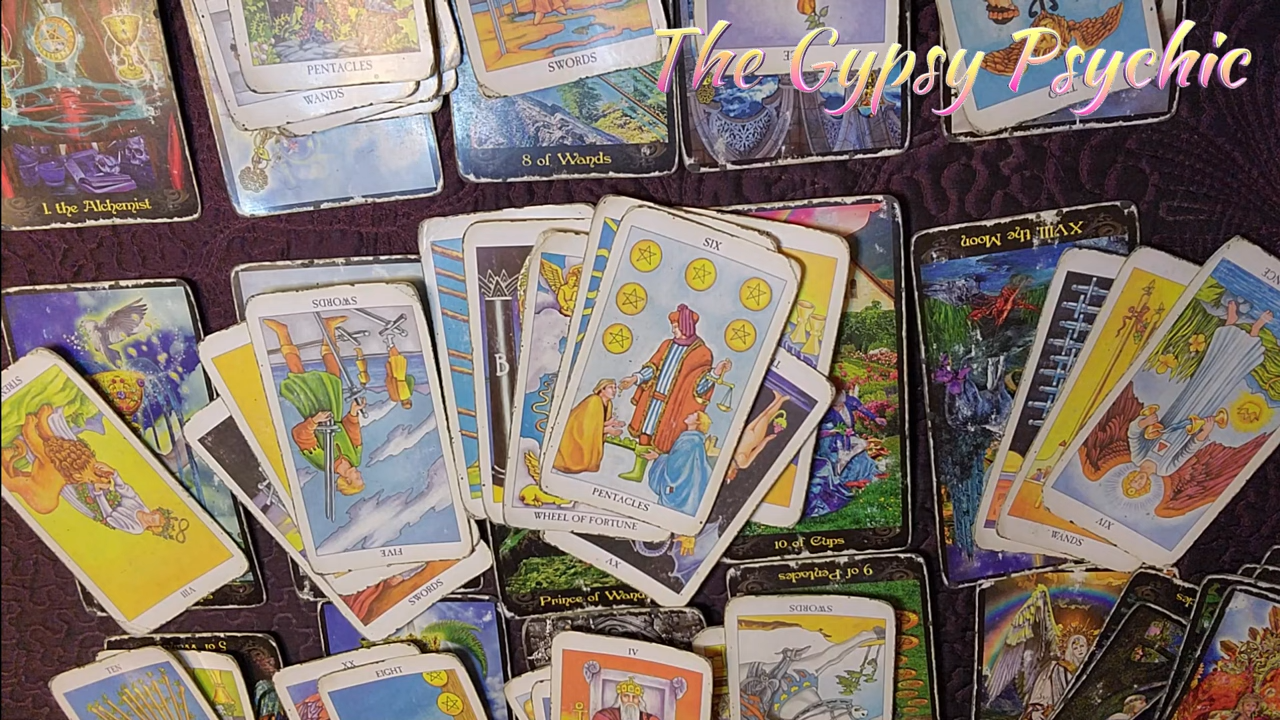 The Gypsy Psychic
PENTACLES
WANDS
SWORDS
8 of Wands
1. the Alchemist
XVIII. the Moon
SIX
SWORDS
B
FIVE
PENTACLES
WHEEL OF FORTUNE
10 of Cups
XV
XIV
WANDS
VIII
SWORDS
Prince of Wand
9 of Pentacles
SWORDS
TEN
XX
EIGHT
IV